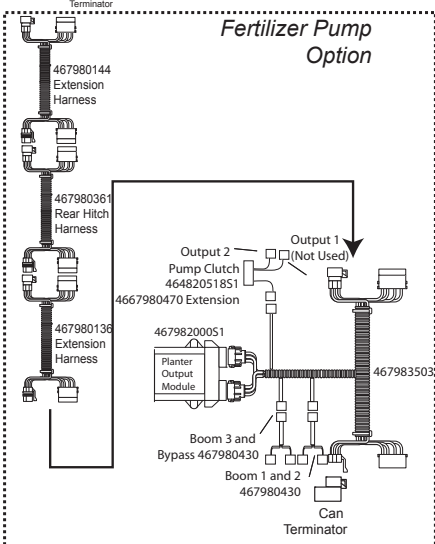 Terminator
Fertilizer Pump
Option
467980144
Extension
Harness
467980361
Rear Hitch
Harness
467980136
Extension
Harness
Output 2
Output 1
(Not Used)
Pump Clutch
464820518S1
4667980470 Extension
467982000S1
Planter
Output
Module
467983503
Boom 3 and
Bypass 467980430
Boom 1 and 2
467980430
Can
Terminator